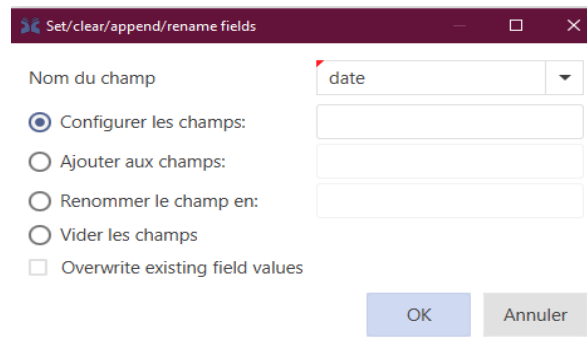 Set/clear/append/rename fields
Nom du champ date
Configurer les champs:
Ajouter aux champs:
Renommer le champ en:
Vider les champs
Overwrite existing field values
OK Annuler